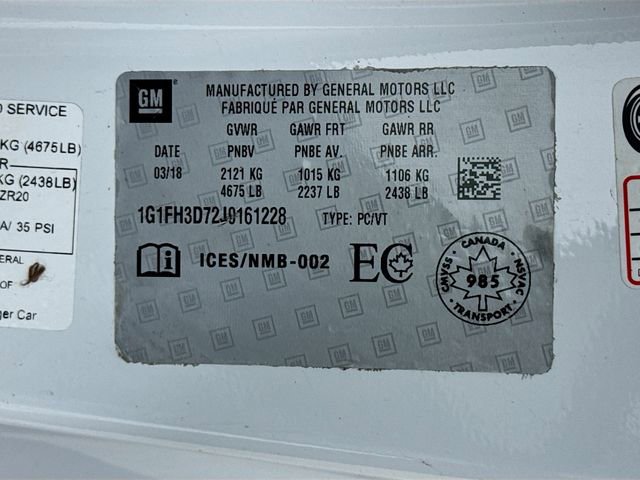 SERVICE
KG (4675LB)
KG (2438LB)
ZR20
/ 35 PSI
OF
ger Car
GM
MANUFACTURED BY GENERAL MOTORS LLC
FABRIQUÉ PAR GENERAL MOTORS LLC
GVWR GAWR FRT GAWR RR
DATE PNBV PNBE AV. PNBE ARR.
03/18 2121 KG 1015 KG 1106 KG
4675 LB 2237 LB 2438 LB
1G1FH3D72J0161228 TYPE: PC/VT
ICES/NMB-002 EC
CANADA
CMVSS 985 NSVAC
TRANSPORT